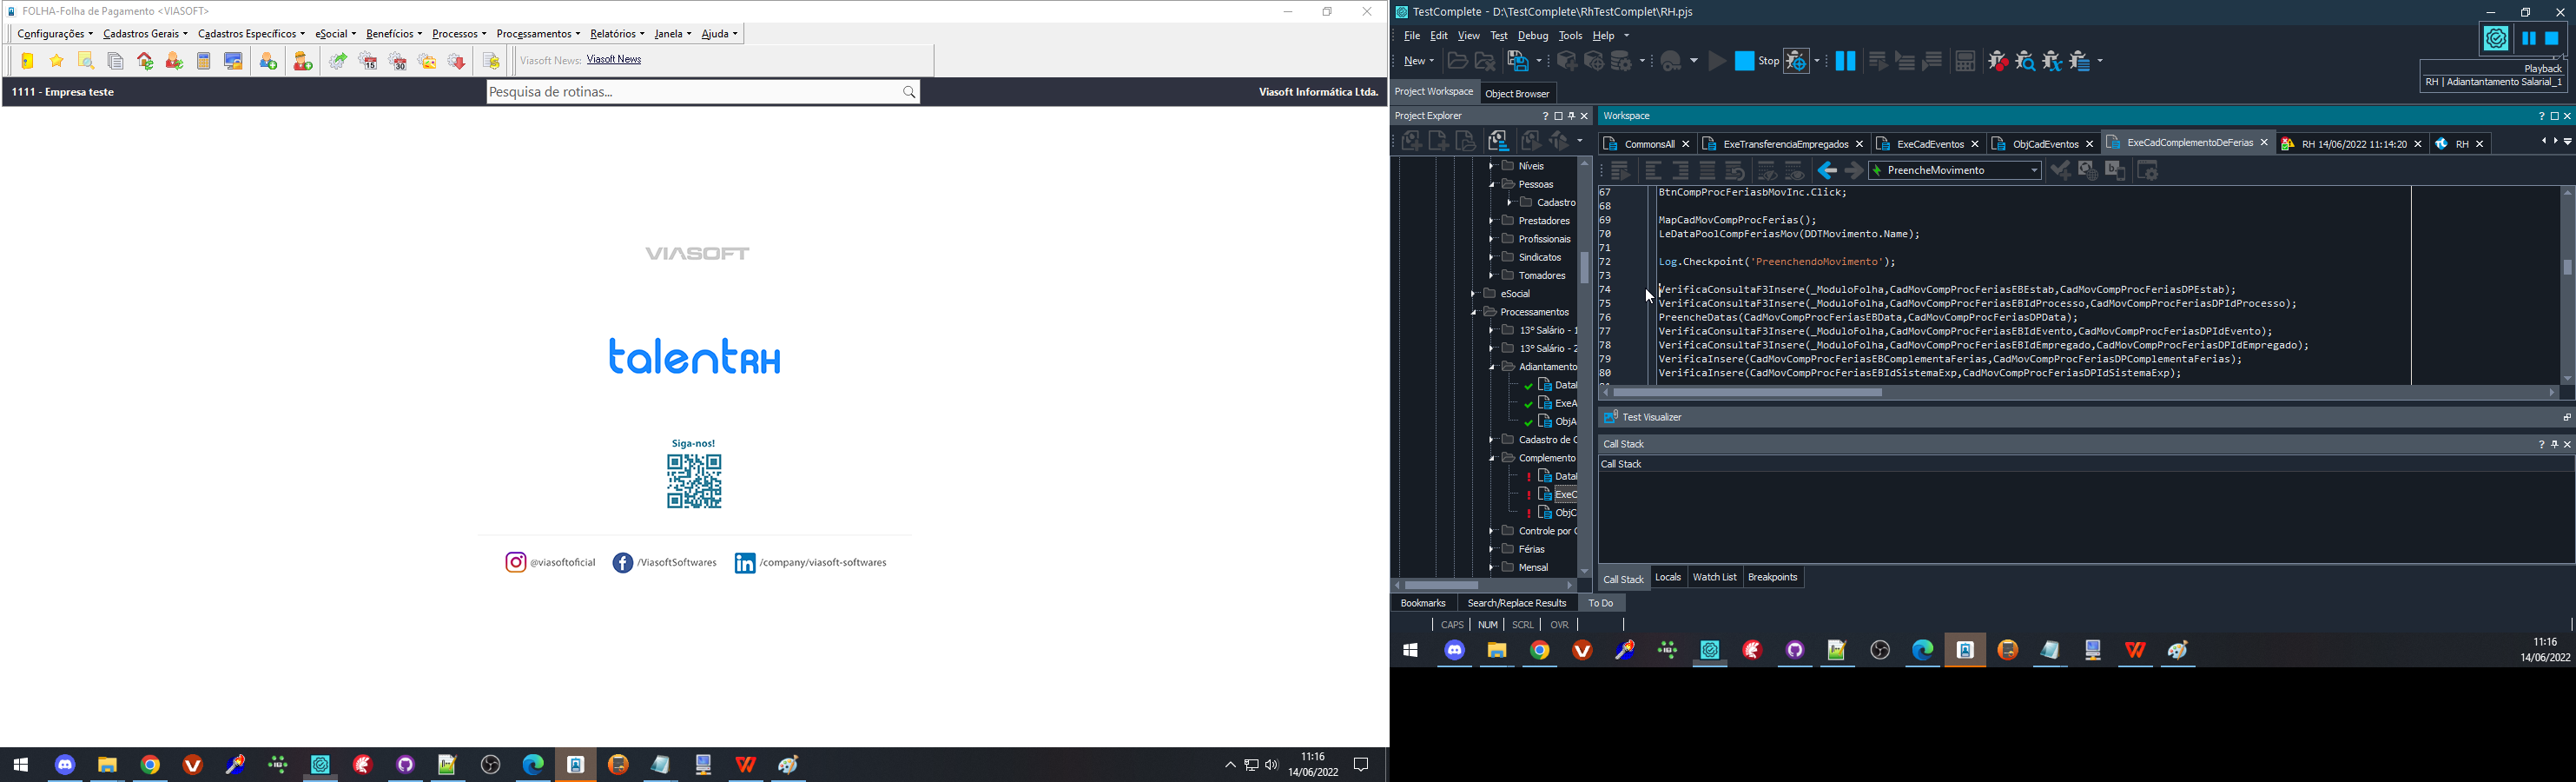 FOLHA-Folha de Pagamento <VIASOFT>
Configurações Cadastros Gerais Cadastros Específicos eSocial Benefícios Processos Processamentos Relatórios Janela Ajuda
Viasoft News: Viasoft News
1111 - Empresa teste
Pesquisa de rotinas...
Viasoft Informática Ltda.
VIASOFT
talentRH
Siga-nos!
@viasoftoficial
/ViasoftSoftwares
/company/viasoft-softwares
11:16
14/06/2022
TestComplete - D:\TestComplete\RhTestComplet\RH.pjs
File Edit View Test Debug Tools Help
New
Stop
Playback
RH | Adiantantamento Salarial_1
Project Workspace Object Browser
Project Explorer
Níveis
Pessoas
Cadastro
Prestadores
Profissionais
Sindicatos
Tomadores
eSocial
Processamentos
13º Salário - 1
13º Salário - 2
Adiantamento
Datal
ExeA
ObjA
Cadastro de C
Complemento
Datal
ExeC
ObjC
Controle por C
Férias
Mensal
Workspace
CommonsAll ExeTransferenciaEmpregados ExeCadEventos ObjCadEventos ExeCadComplementoDeFerias RH 14/06/2022 11:14:20 RH
PreencheMovimento
67 BtnCompProcFeriasbMovInc.Click;
68
69 MapCadMovCompProcFerias();
70 LeDataPoolCompFeriasMov(DDTMovimento.Name);
71
72 Log.Checkpoint('PreenchendoMovimento');
73
74 VerificaConsultaF3Insere(_ModuloFolha,CadMovCompProcFeriasEBEstab,CadMovCompProcFeriasDPEstab);
75 VerificaConsultaF3Insere(_ModuloFolha,CadMovCompProcFeriasEBIdProcesso,CadMovCompProcFeriasDPIdProcesso);
76 PreencheDatas(CadMovCompProcFeriasEBData,CadMovCompProcFeriasDPData);
77 VerificaConsultaF3Insere(_ModuloFolha,CadMovCompProcFeriasEBIdEvento,CadMovCompProcFeriasDPIdEvento);
78 VerificaConsultaF3Insere(_ModuloFolha,CadMovCompProcFeriasEBIdEmpregado,CadMovCompProcFeriasDPIdEmpregado);
79 VerificaInsere(CadMovCompProcFeriasEBComplementaFerias,CadMovCompProcFeriasDPComplementaFerias);
80 VerificaInsere(CadMovCompProcFeriasEBIdSistemaExp,CadMovCompProcFeriasDPIdSistemaExp);
Test Visualizer
Call Stack
Call Stack
Call Stack Locals Watch List Breakpoints
Bookmarks Search/Replace Results To Do
CAPS NUM SCRL OVR
11:16
14/06/2022